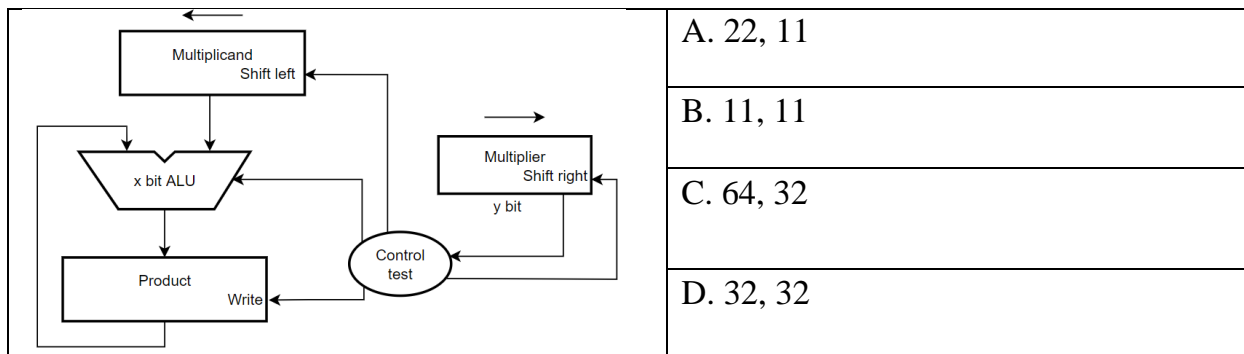 Multiplicand
Shift left
Multiplier
Shift right
x bit ALU
y bit
Control
test
Product
Write
A. 22, 11
B. 11, 11
C. 64, 32
D. 32, 32